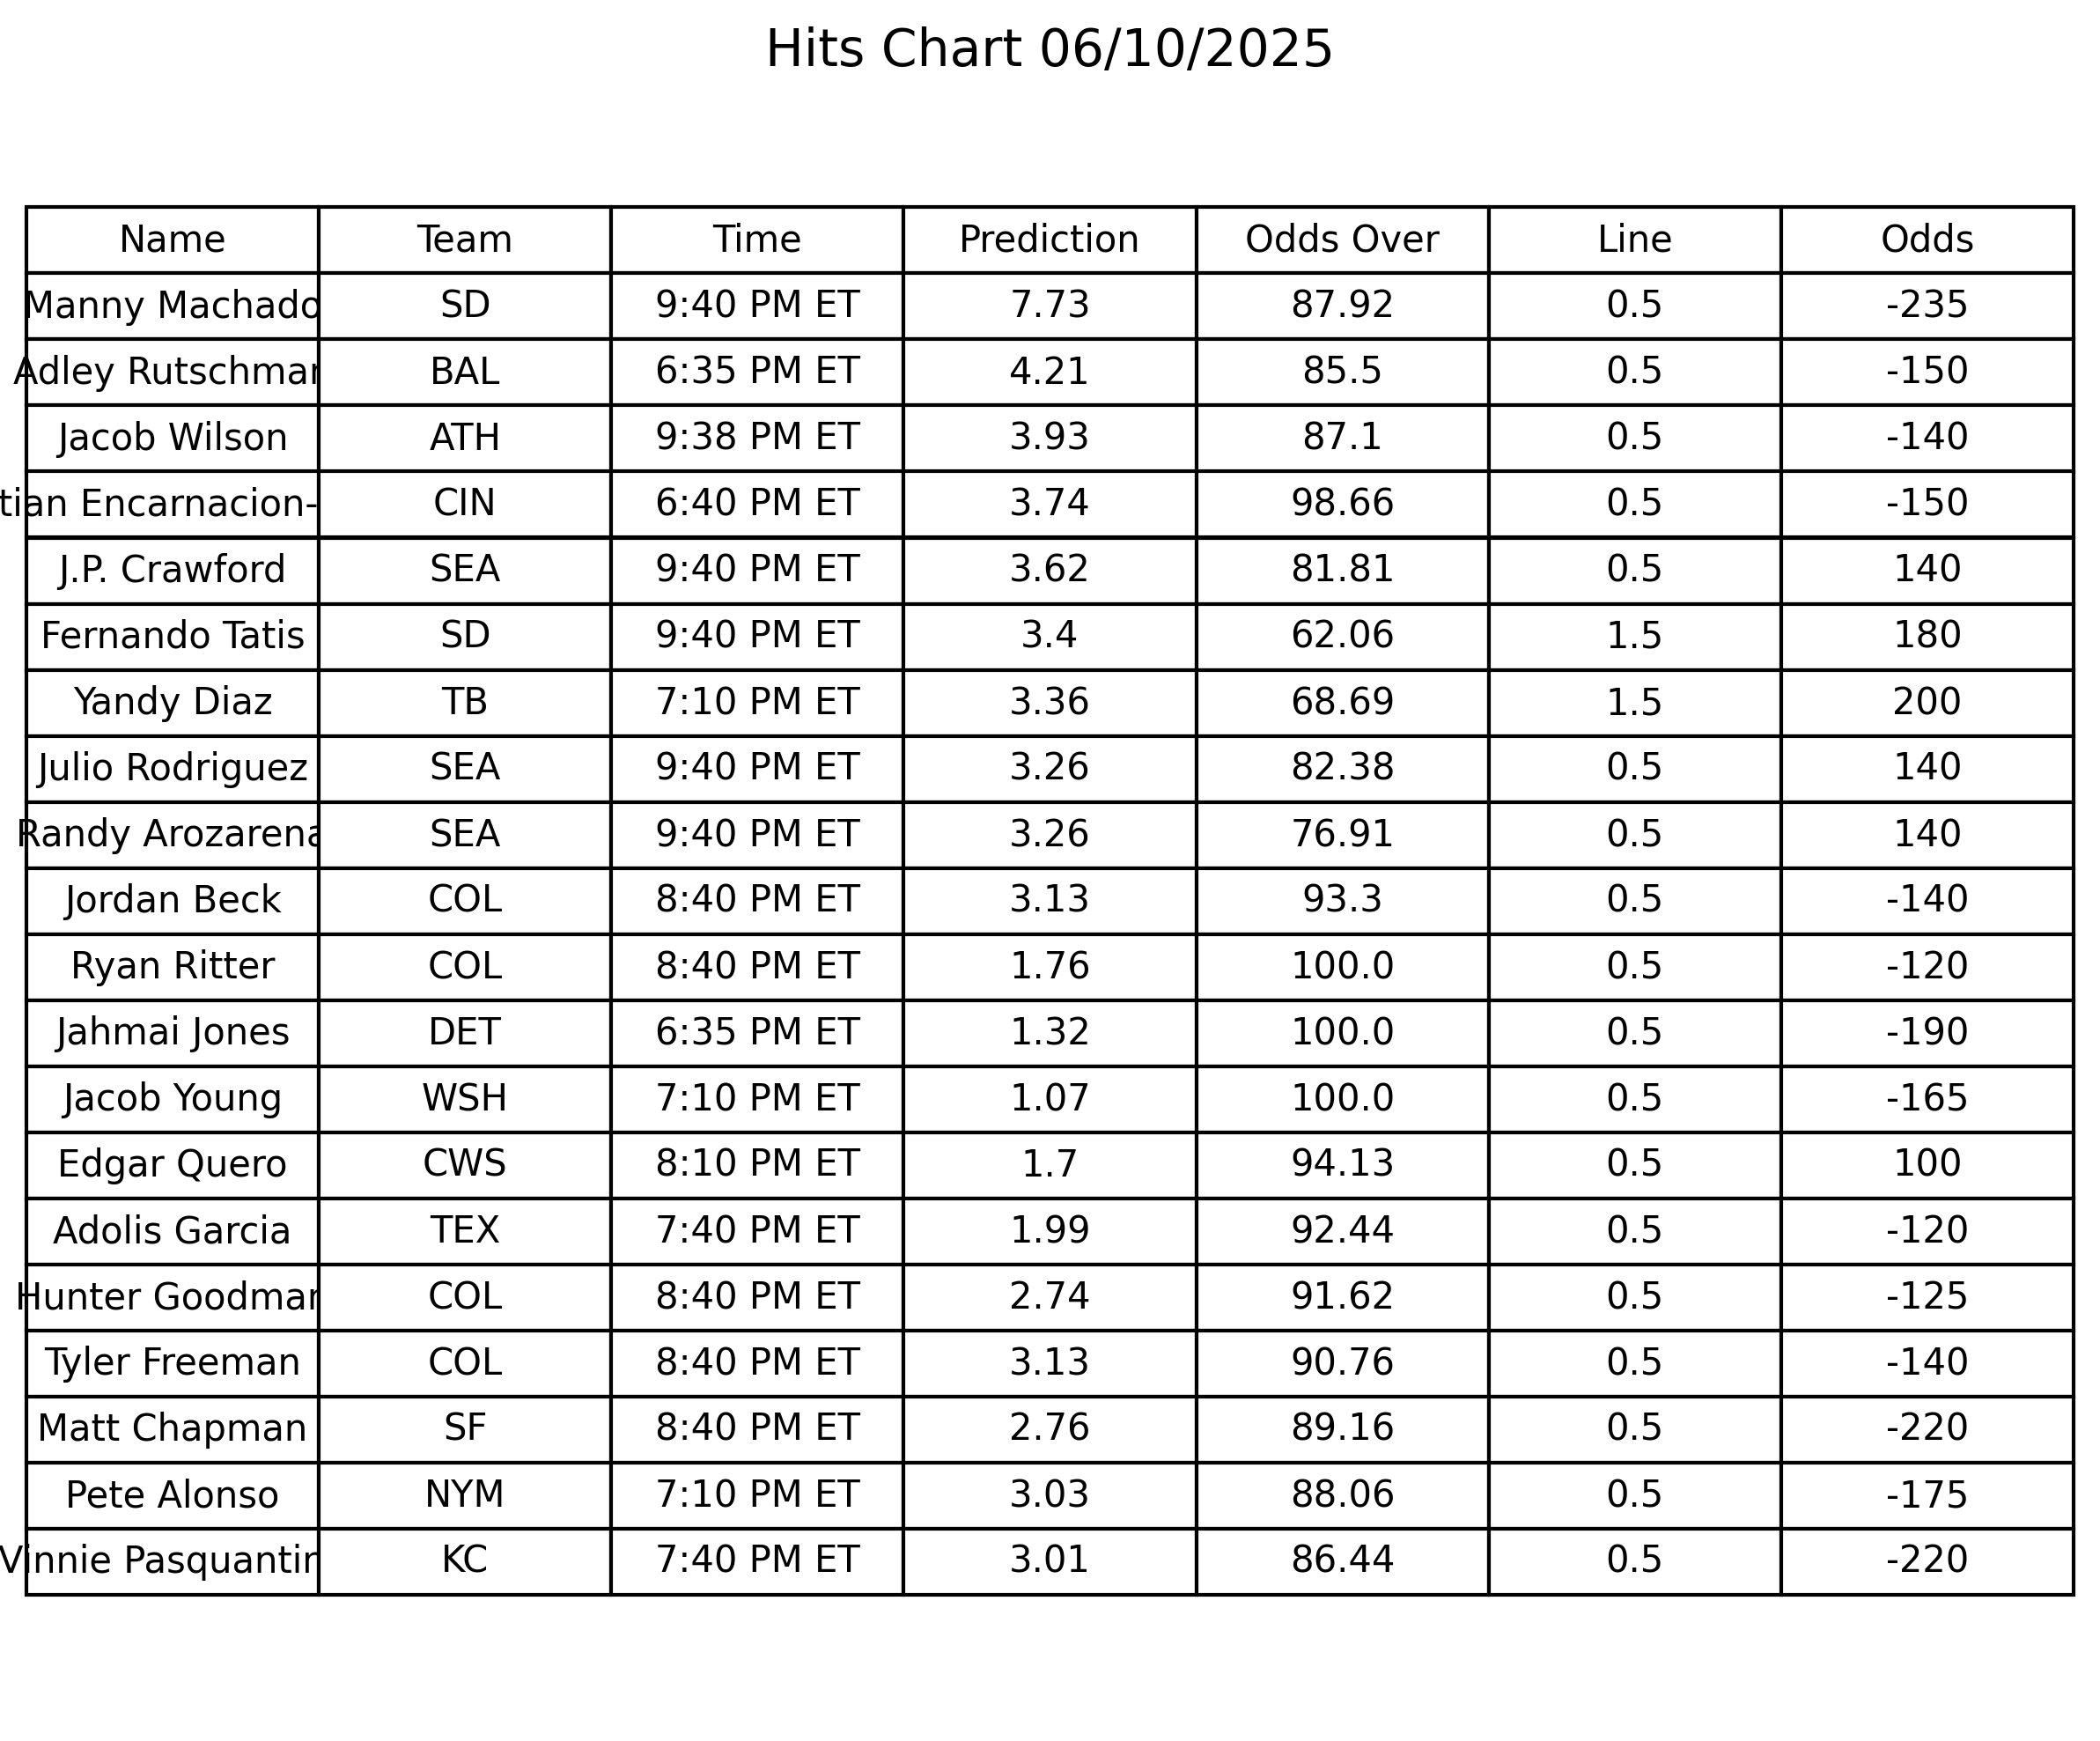 Hits Chart 06/10/2025
Name Team Time Prediction Odds Over Line Odds
Manny Machado SD 9:40 PM ET 7.73 87.92 0.5 -235
Adley Rutschman BAL 6:35 PM ET 4.21 85.5 0.5 -150
Jacob Wilson ATH 9:38 PM ET 3.93 87.1 0.5 -140
tian Encarnacion- CIN 6:40 PM ET 3.74 98.66 0.5 -150
J.P. Crawford SEA 9:40 PM ET 3.62 81.81 0.5 140
Fernando Tatis SD 9:40 PM ET 3.4 62.06 1.5 180
Yandy Diaz TB 7:10 PM ET 3.36 68.69 1.5 200
Julio Rodriguez SEA 9:40 PM ET 3.26 82.38 0.5 140
Randy Arozarena SEA 9:40 PM ET 3.26 76.91 0.5 140
Jordan Beck COL 8:40 PM ET 3.13 93.3 0.5 -140
Ryan Ritter COL 8:40 PM ET 1.76 100.0 0.5 -120
Jahmai Jones DET 6:35 PM ET 1.32 100.0 0.5 -190
Jacob Young WSH 7:10 PM ET 1.07 100.0 0.5 -165
Edgar Quero CWS 8:10 PM ET 1.7 94.13 0.5 100
Adolis Garcia TEX 7:40 PM ET 1.99 92.44 0.5 -120
Hunter Goodman COL 8:40 PM ET 2.74 91.62 0.5 -125
Tyler Freeman COL 8:40 PM ET 3.13 90.76 0.5 -140
Matt Chapman SF 8:40 PM ET 2.76 89.16 0.5 -220
Pete Alonso NYM 7:10 PM ET 3.03 88.06 0.5 -175
Vinnie Pasquantin KC 7:40 PM ET 3.01 86.44 0.5 -220